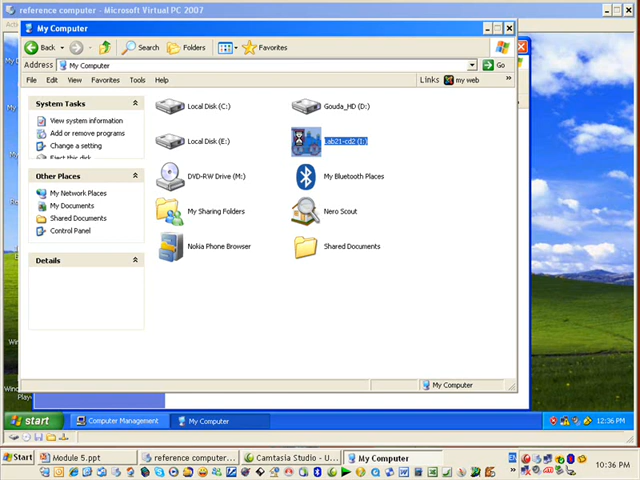 reference computer - Microsoft Virtual PC 2007
My Computer
Back
Search
Folders
Favorites
Address
My Computer
Go
File Edit View Favorites Tools Help
Links my web
System Tasks
View system information
Add or remove programs
Change a setting
Eject this disk
Other Places
My Network Places
My Documents
Shared Documents
Control Panel
Details
Local Disk (C:)
Gouda_HD (D:)
Local Disk (E:)
Lab21-cd2 (I:)
DVD-RW Drive (M:)
My Bluetooth Places
My Sharing Folders
Nero Scout
Nokia Phone Browser
Shared Documents
My Computer
start
Computer Management
My Computer
12:36 PM
Start
Module 5.ppt
reference computer...
Camtasia Studio - U...
My Computer
EN
10:36 PM